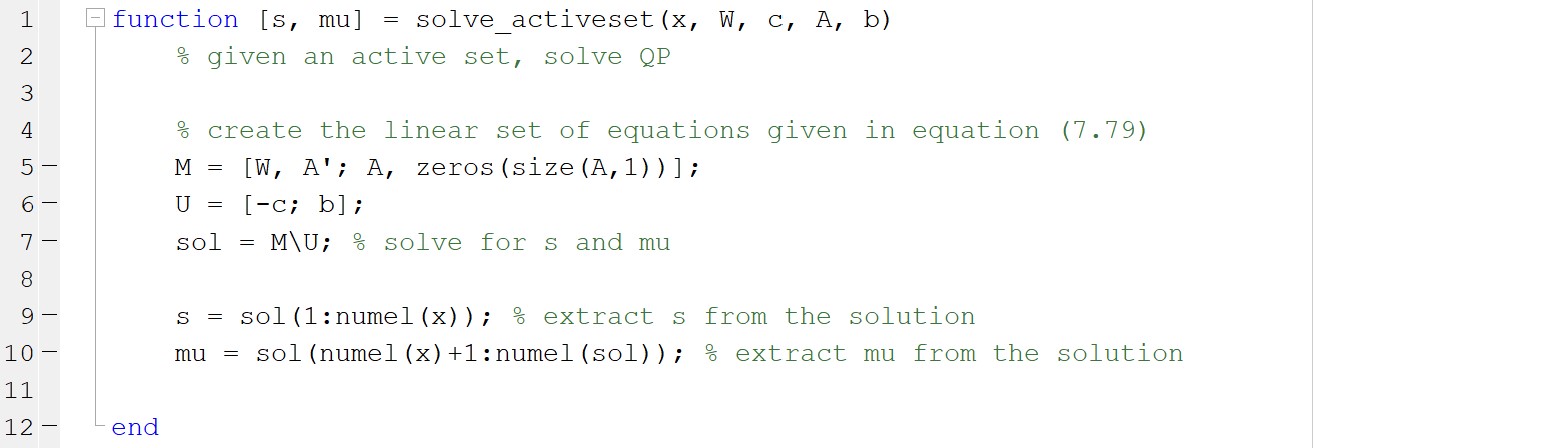 1 function [s, mu] = solve_activeset(x, W, c, A, b)
2 % given an active set, solve QP
3
4 % create the linear set of equations given in equation (7.79)
5 M = [W, A'; A, zeros(size(A,1))];
6 U = [-c; b];
7 sol = M\U; % solve for s and mu
8
9 s = sol(1:numel(x)); % extract s from the solution
10 mu = sol(numel(x)+1:numel(sol)); % extract mu from the solution
11
12 end